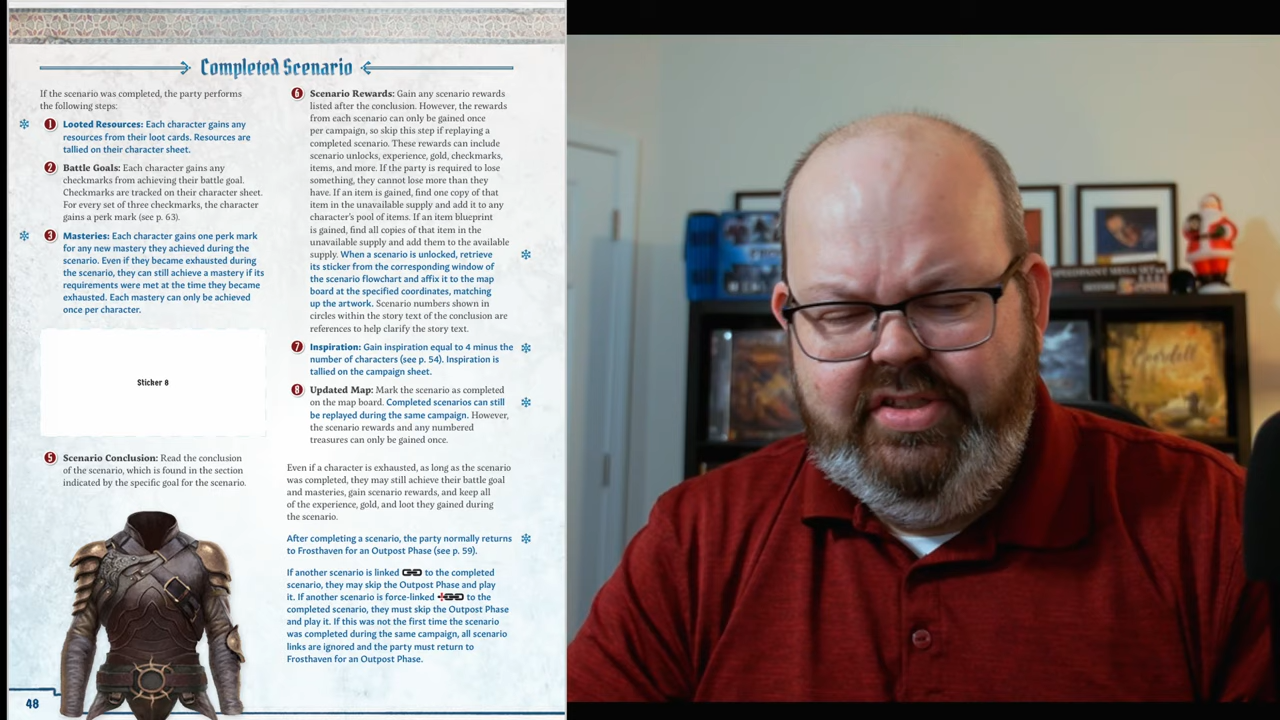 Completed Scenario
If the scenario was completed, the party performs
the following steps:
1 Looted Resources: Each character gains any
resources from their loot cards. Resources are
tallied on their character sheet.
2 Battle Goals: Each character gains any
checkmarks from achieving their battle goal.
Checkmarks are tracked on their character sheet.
For every set of three checkmarks, the character
gains a perk mark (see p. 63).
3 Masteries: Each character gains one perk mark
for any new mastery they achieved during the
scenario. Even if they became exhausted during
the scenario, they can still achieve a mastery if its
requirements were met at the time they became
exhausted. Each mastery can only be achieved
once per character.
Sticker 8
5 Scenario Conclusion: Read the conclusion
of the scenario, which is found in the section
indicated by the specific goal for the scenario.
48
6 Scenario Rewards: Gain any scenario rewards
listed after the conclusion. However, the rewards
from each scenario can only be gained once
per campaign, so skip this step if replaying a
completed scenario. These rewards can include
scenario unlocks, experience, gold, checkmarks,
items, and more. If the party is required to lose
something, they cannot lose more than they
have. If an item is gained, find one copy of that
item in the unavailable supply and add it to any
character's pool of items. If an item blueprint
is gained, find all copies of that item in the
unavailable supply and add them to the available
supply. When a scenario is unlocked, retrieve
its sticker from the corresponding window of
the scenario flowchart and affix it to the map
board at the specified coordinates, matching
up the artwork. Scenario numbers shown in
circles within the story text of the conclusion are
references to help clarify the story text.
7 Inspiration: Gain inspiration equal to 4 minus the
number of characters (see p. 54). Inspiration is
tallied on the campaign sheet.
8 Updated Map: Mark the scenario as completed
on the map board. Completed scenarios can still
be replayed during the same campaign. However,
the scenario rewards and any numbered
treasures can only be gained once.
Even if a character is exhausted, as long as the scenario
was completed, they may still achieve their battle goal
and masteries, gain scenario rewards, and keep all
of the experience, gold, and loot they gained during
the scenario.
After completing a scenario, the party normally returns
to Frosthaven for an Outpost Phase (see p. 59).
If another scenario is linked to the completed
scenario, they may skip the Outpost Phase and play
it. If another scenario is force-linked to the
completed scenario, they must skip the Outpost Phase
and play it. If this was not the first time the scenario
was completed during the same campaign, all scenario
links are ignored and the party must return to
Frosthaven for an Outpost Phase.